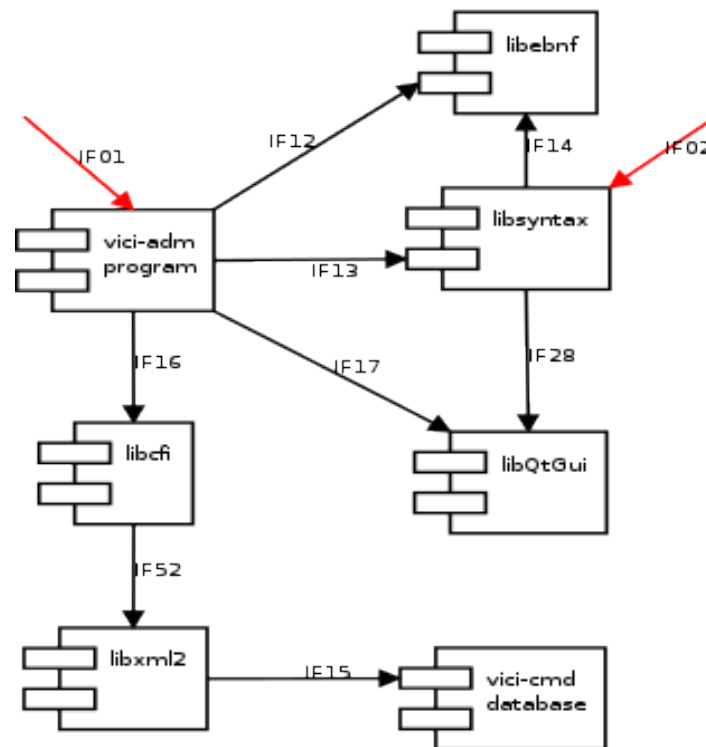 libebnf
IF12
IF01
IF14
IF02
libsyntax
vici-adm
program
IF13
IF16
IF17
IF28
libcfi
libQtGui
IF52
libxml2
IF15
vici-cmd
database